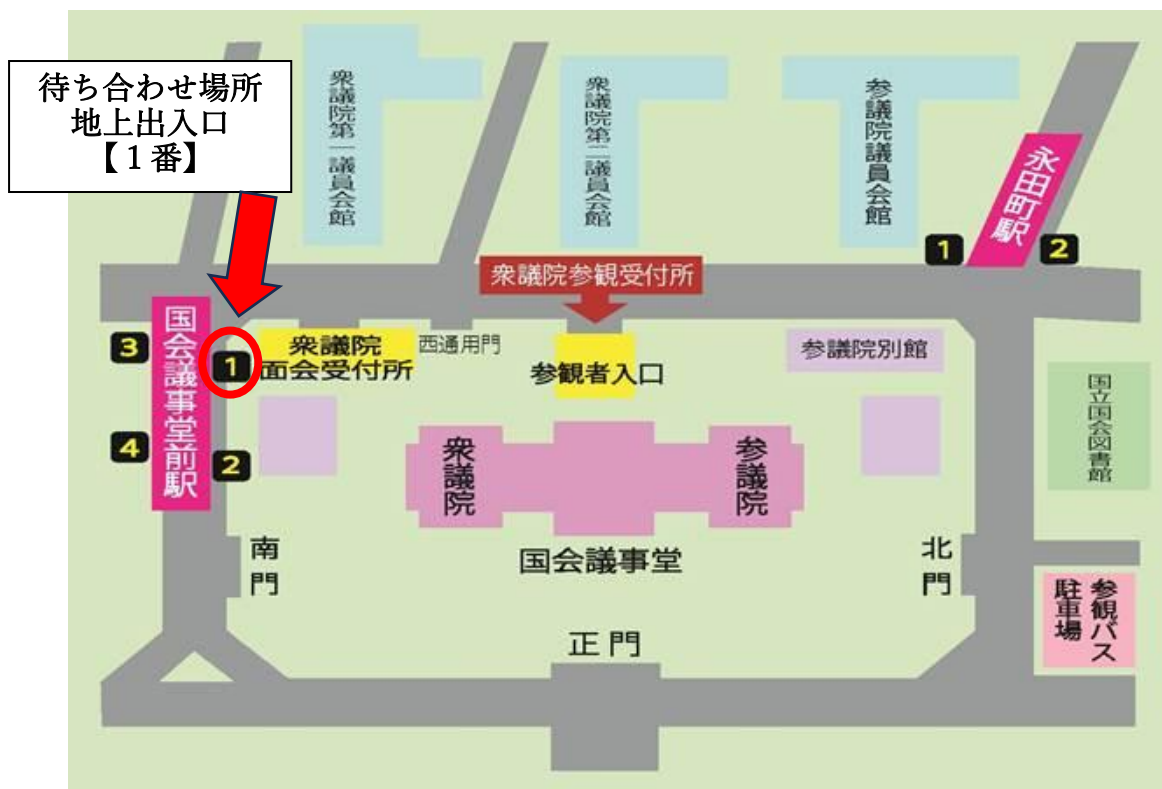 待ち合わせ場所
地上出入口
【１番】
衆議院第一議員会館
衆議院第二議員会館
参議院議員会館
永田町駅
1
2
衆議院参観受付所
国会議事堂前駅
3
1
4
2
衆議院
面会受付所
西通用門
参観者入口
参議院別館
国立国会図書館
衆議院
参議院
国会議事堂
南門
北門
正門
参観バス
駐車場